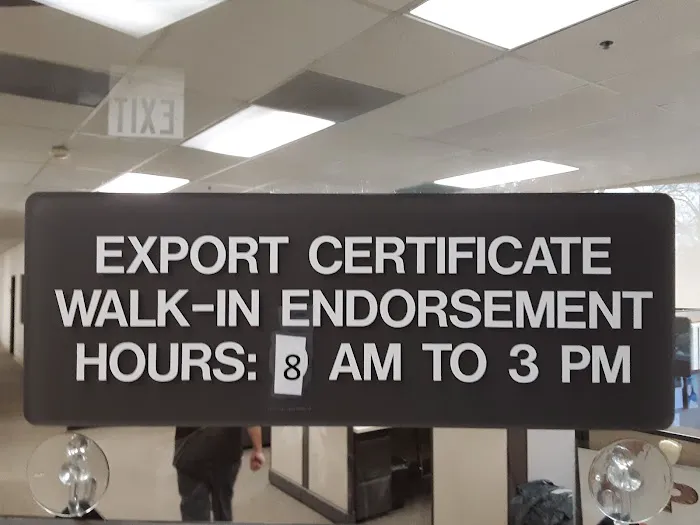 EXIT
EXPORT CERTIFICATE
WALK-IN ENDORSEMENT
HOURS: 8 AM TO 3 PM